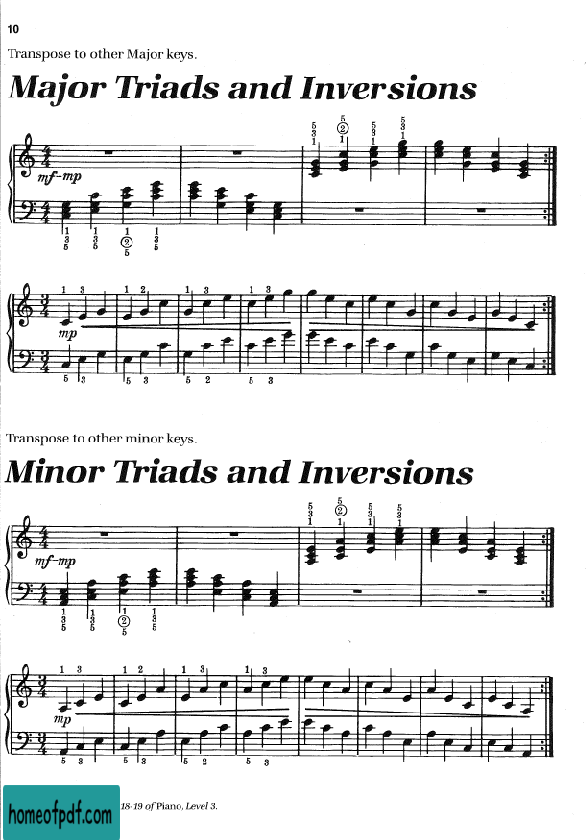 10
Transpose to other Major keys.
Major Triads and Inversions
5 3 1 5 2 1 5 3 1 5 3 1
4 4
mf-mp
1 3 5 1 3 5 1 2 5 1 3 5
1 3 1 2 1 3 1 3
3 4
mp
5 3 5 3 5 2 5 3
Transpose to other minor keys.
Minor Triads and Inversions
5 3 1 5 2 1 5 3 1 5 3 1
4 4
mf-mp
1 3 5 1 3 5 1 2 5 1 3 5
1 3 1 2 1 3 1 3
3 4
mp
5 3 5 3 5 2 5 3
18-19 of Piano, Level 3.
homeofpdf.com